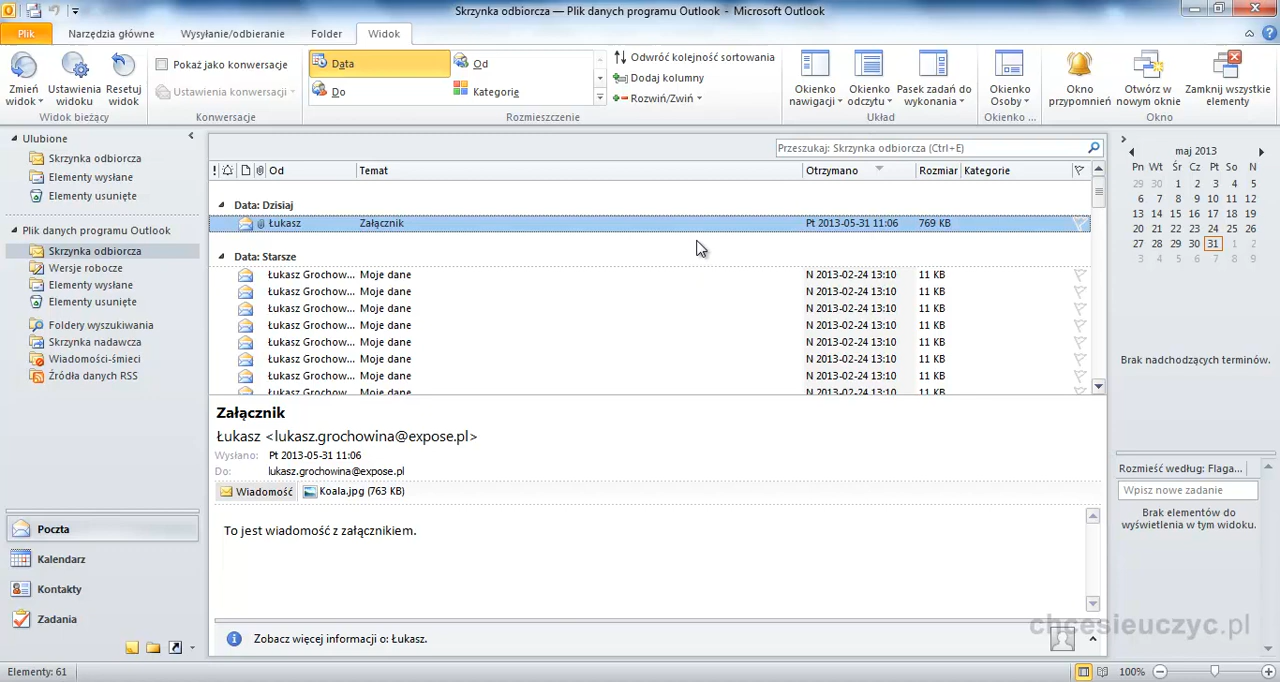 Skrzynka odbiorcza — Plik danych programu Outlook - Microsoft Outlook
Plik Narzędzia główne Wysyłanie/odbieranie Folder Widok
Zmień widok
Ustawienia widoku
Resetuj widok
Widok bieżący
Pokaż jako konwersacje
Ustawienia konwersacji
Konwersacje
Data
Od
Do
Kategorie
Odwróć kolejność sortowania
Dodaj kolumny
Rozwiń/Zwiń
Rozmieszczenie
Okienko nawigacji
Okienko odczytu
Pasek zadań do wykonania
Układ
Okienko Osoby
Okienko ...
Okno przypomnień
Otwórz w nowym oknie
Zamknij wszystkie elementy
Okno
Ulubione
Skrzynka odbiorcza
Elementy wysłane
Elementy usunięte
Plik danych programu Outlook
Skrzynka odbiorcza
Wersje robocze
Elementy wysłane
Elementy usunięte
Foldery wyszukiwania
Skrzynka nadawcza
Wiadomości-śmieci
Źródła danych RSS
Poczta
Kalendarz
Kontakty
Zadania
Przeszukaj: Skrzynka odbiorcza (Ctrl+E)
! Od Temat Otrzymano Rozmiar Kategorie
Data: Dzisiaj
Łukasz Załącznik Pt 2013-05-31 11:06 769 KB
Data: Starsze
Łukasz Grochow... Moje dane N 2013-02-24 13:10 11 KB
Łukasz Grochow... Moje dane N 2013-02-24 13:10 11 KB
Łukasz Grochow... Moje dane N 2013-02-24 13:10 11 KB
Łukasz Grochow... Moje dane N 2013-02-24 13:10 11 KB
Łukasz Grochow... Moje dane N 2013-02-24 13:10 11 KB
Łukasz Grochow... Moje dane N 2013-02-24 13:10 11 KB
Łukasz Grochow... Moje dane N 2013-02-24 13:10 11 KB
Łukasz Grochow... Moje dane N 2013-02-24 13:10 11 KB
Załącznik
Łukasz <lukasz.grochowina@expose.pl>
Wysłano: Pt 2013-05-31 11:06
Do: lukasz.grochowina@expose.pl
Wiadomość Koala.jpg (763 KB)
To jest wiadomość z załącznikiem.
Zobacz więcej informacji o: Łukasz.
maj 2013
Pn Wt Śr Cz Pt So N
29 30 1 2 3 4 5
6 7 8 9 10 11 12
13 14 15 16 17 18 19
20 21 22 23 24 25 26
27 28 29 30 31 1 2
3 4 5 6 7 8 9
Brak nadchodzących terminów.
Rozmieść według: Flaga...
Wpisz nowe zadanie
Brak elementów do
wyświetlenia w tym widoku.
chcesieuczyc.pl
Elementy: 61
100%